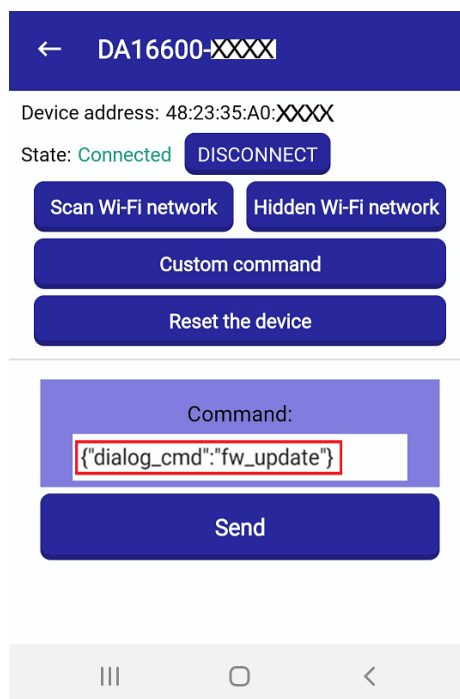 DA16600-XXXX
Device address: 48:23:35:A0:XXXX
State: Connected DISCONNECT
Scan Wi-Fi network Hidden Wi-Fi network
Custom command
Reset the device
Command:
{"dialog_cmd":"fw_update"}
Send